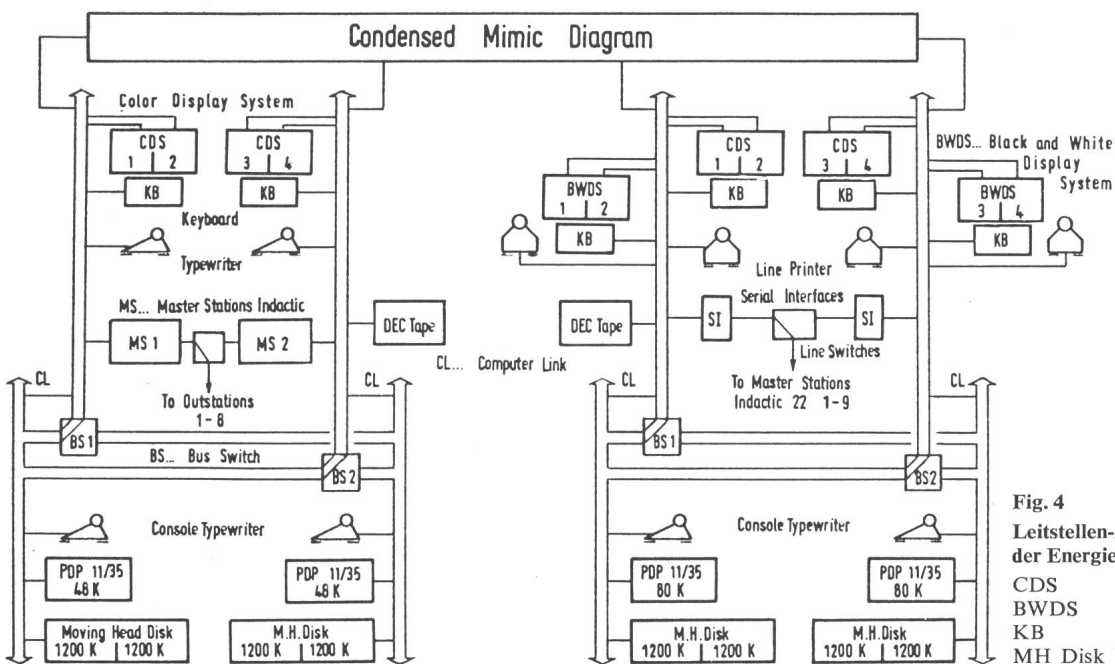 Condensed Mimic Diagram
Color Display System
CDS
1 2
CDS
3 4
KB
KB
Keyboard
Typewriter
MS... Master Stations Indactic
MS 1
MS 2
To Outstations
1-8
DEC Tape
CL... Computer Link
CL
CL
BS1
BS... Bus Switch
BS2
Console Typewriter
PDP 11/35
48 K
PDP 11/35
48 K
Moving Head Disk
1200 K 1200 K
M.H.Disk
1200 K 1200 K
CDS
1 2
CDS
3 4
BWDS... Black and White
Display
System
BWDS
1 2
KB
KB
BWDS
3 4
KB
KB
Line Printer
Serial Interfaces
DEC Tape
SI
SI
Line Switches
To Master Stations
Indactic 22 1-9
CL
CL
BS1
BS2
Console Typewriter
PDP 11/35
80 K
PDP 11/35
80 K
M.H.Disk
1200 K 1200 K
M.H.Disk
1200 K 1200 K
Fig. 4
Leitstellen-
der Energie
CDS
BWDS
KB
MH Disk